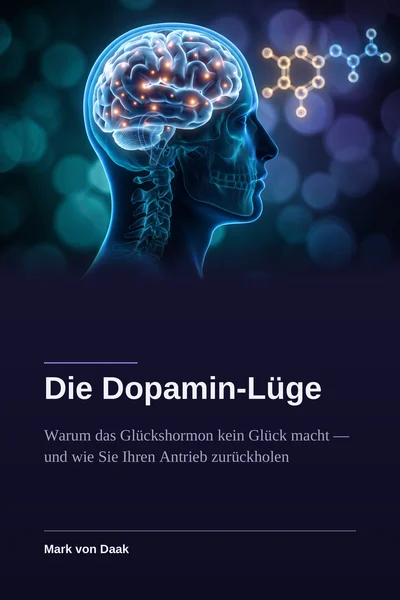 Die Dopamin-Lüge
Warum das Glückshormon kein Glück macht —
und wie Sie Ihren Antrieb zurückholen
Mark von Daak